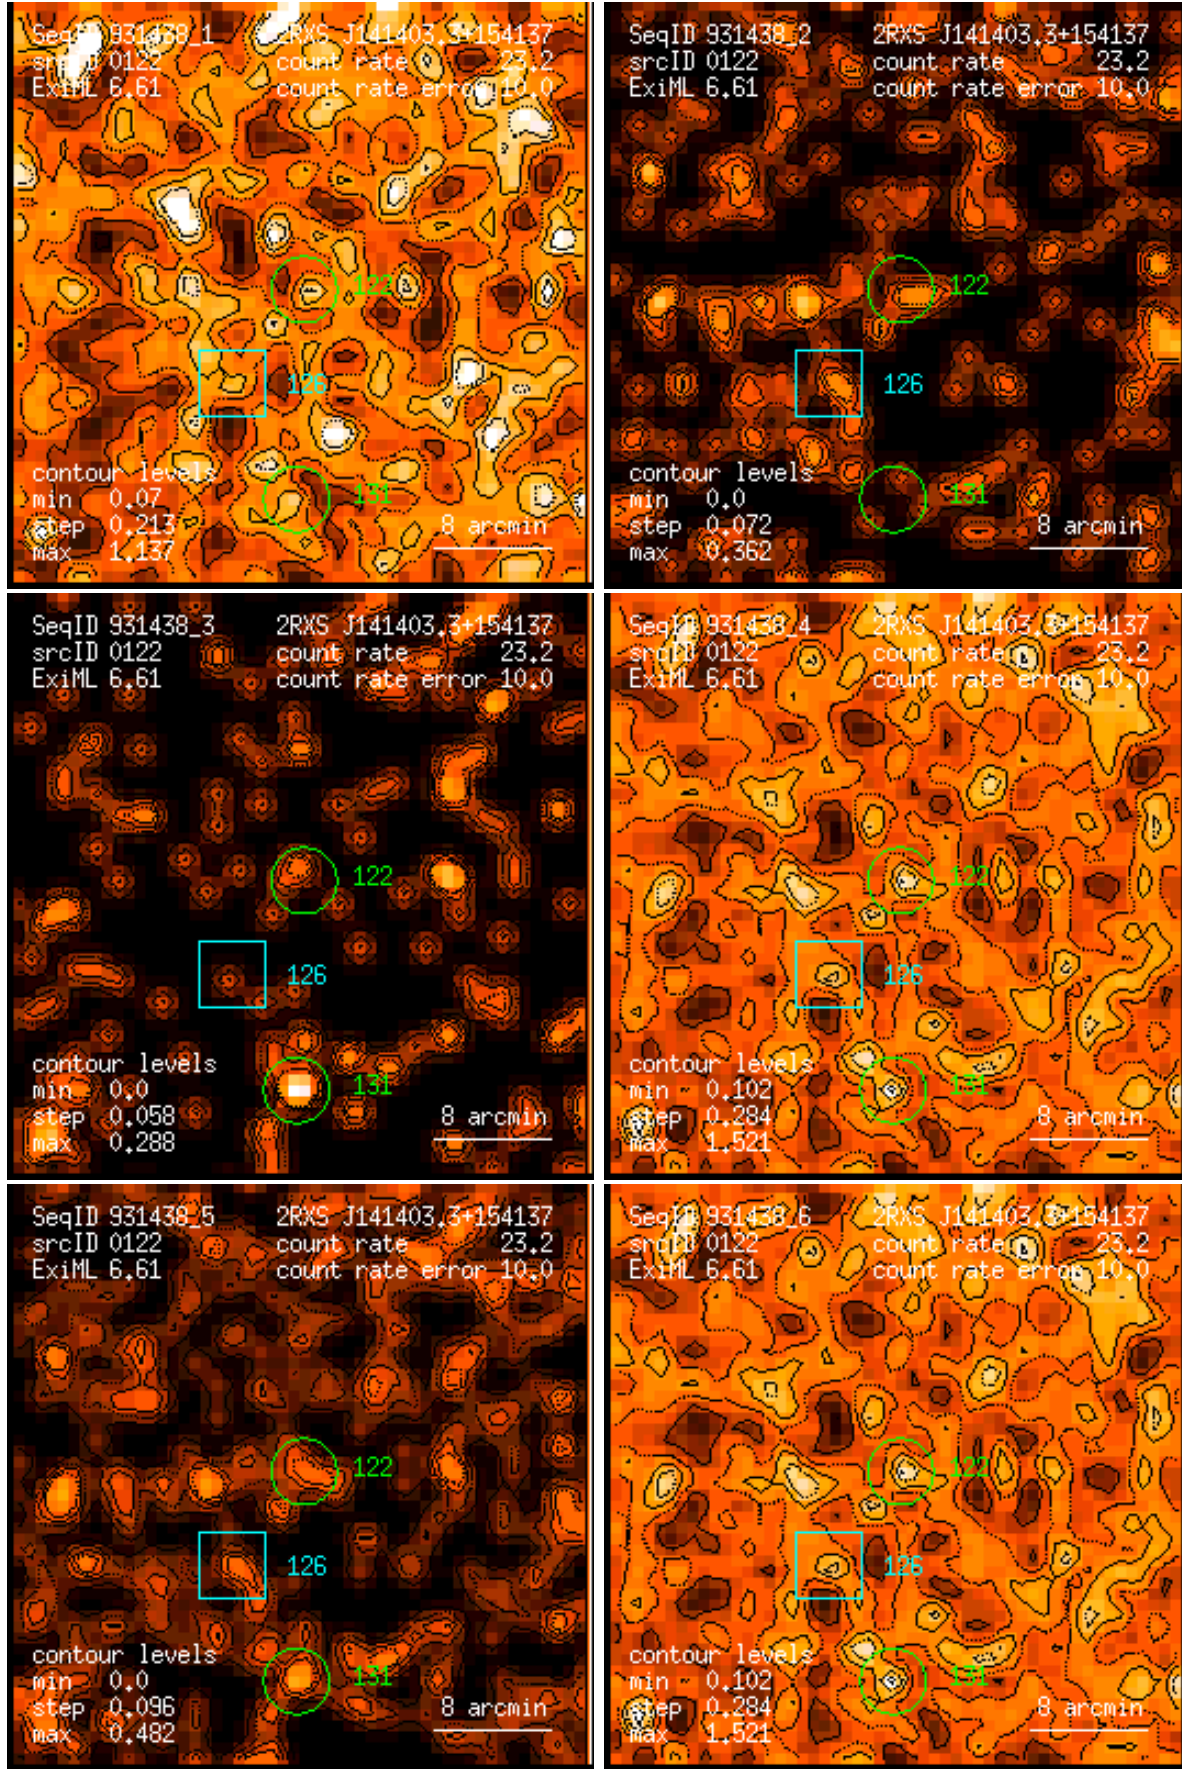 SeqID 931438_1 2RXS J141403.3+154137
srcID 0122 count rate 23.2
ExiML 6.61 count rate error 10.0
122
126
contour levels
min 0.07 131
step 0.213 8 arcmin
max 1.137
SeqID 931438_2 2RXS J141403.3+154137
srcID 0122 count rate 23.2
ExiML 6.61 count rate error 10.0
122
126
contour levels
min 0.0 131
step 0.072 8 arcmin
max 0.362
SeqID 931438_3 2RXS J141403.3+154137
srcID 0122 count rate 23.2
ExiML 6.61 count rate error 10.0
122
126
contour levels
min 0.0 131
step 0.058 8 arcmin
max 0.288
SeqID 931438_4 2RXS J141403.3+154137
srcID 0122 count rate 23.2
ExiML 6.61 count rate error 10.0
122
126
contour levels
min 0.102 131
step 0.284 8 arcmin
max 1.521
SeqID 931438_5 2RXS J141403.3+154137
srcID 0122 count rate 23.2
ExiML 6.61 count rate error 10.0
122
126
contour levels
min 0.0 131
step 0.096 8 arcmin
max 0.482
SeqID 931438_6 2RXS J141403.3+154137
srcID 0122 count rate 23.2
ExiML 6.61 count rate error 10.0
122
126
contour levels
min 0.102 131
step 0.284 8 arcmin
max 1.521